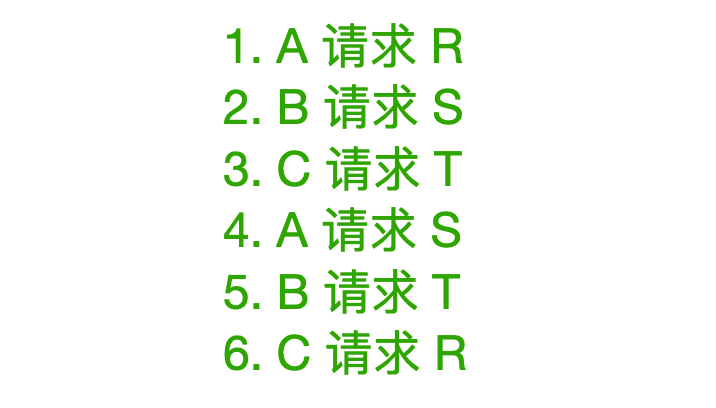 1. A 请求 R
2. B 请求 S
3. C 请求 T
4. A 请求 S
5. B 请求 T
6. C 请求 R